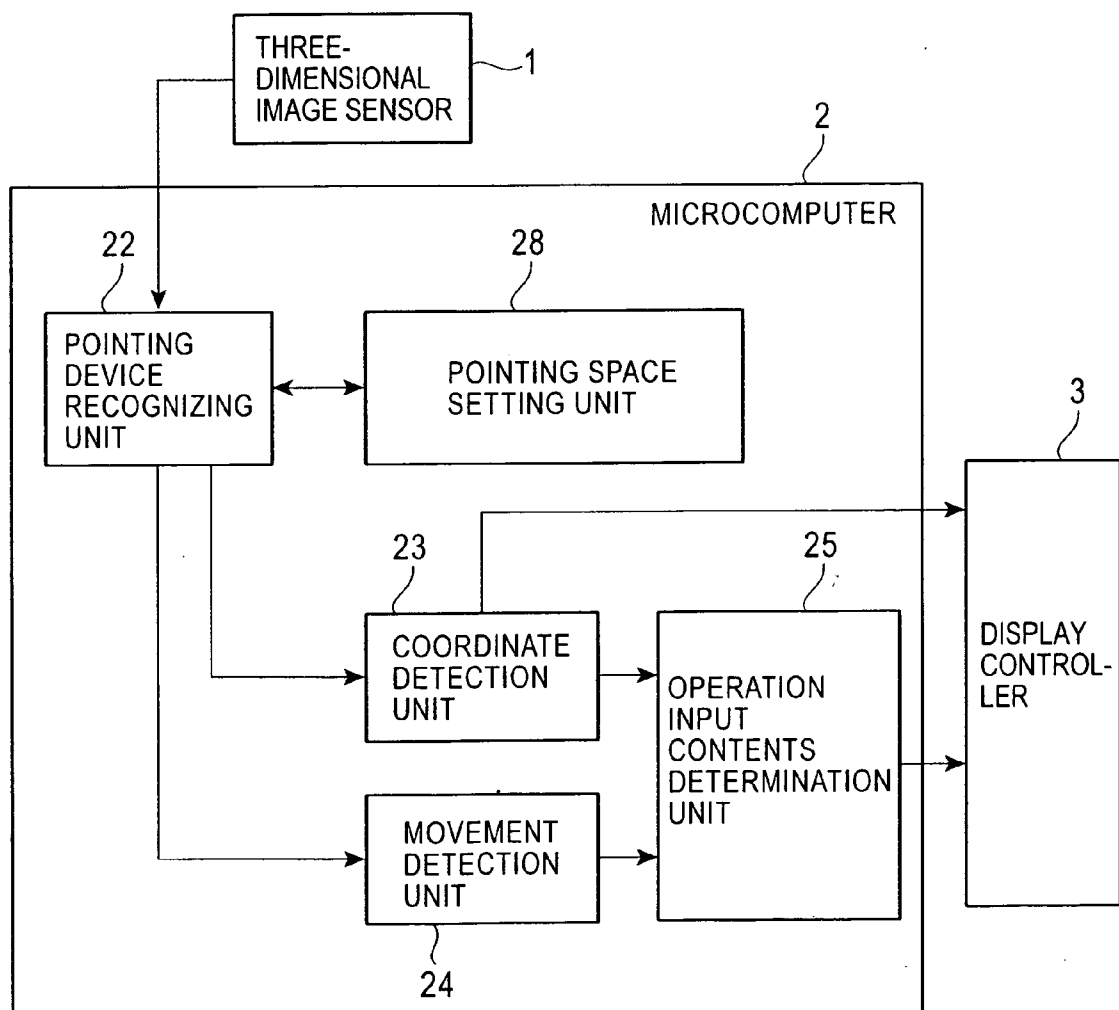 THREE-
DIMENSIONAL
IMAGE SENSOR
1
2
MICROCOMPUTER
22
28
POINTING
DEVICE
RECOGNIZING
UNIT
POINTING SPACE
SETTING UNIT
3
23
25
COORDINATE
DETECTION
UNIT
OPERATION
INPUT
CONTENTS
DETERMINATION
UNIT
DISPLAY
CONTROL-
LER
MOVEMENT
DETECTION
UNIT
24